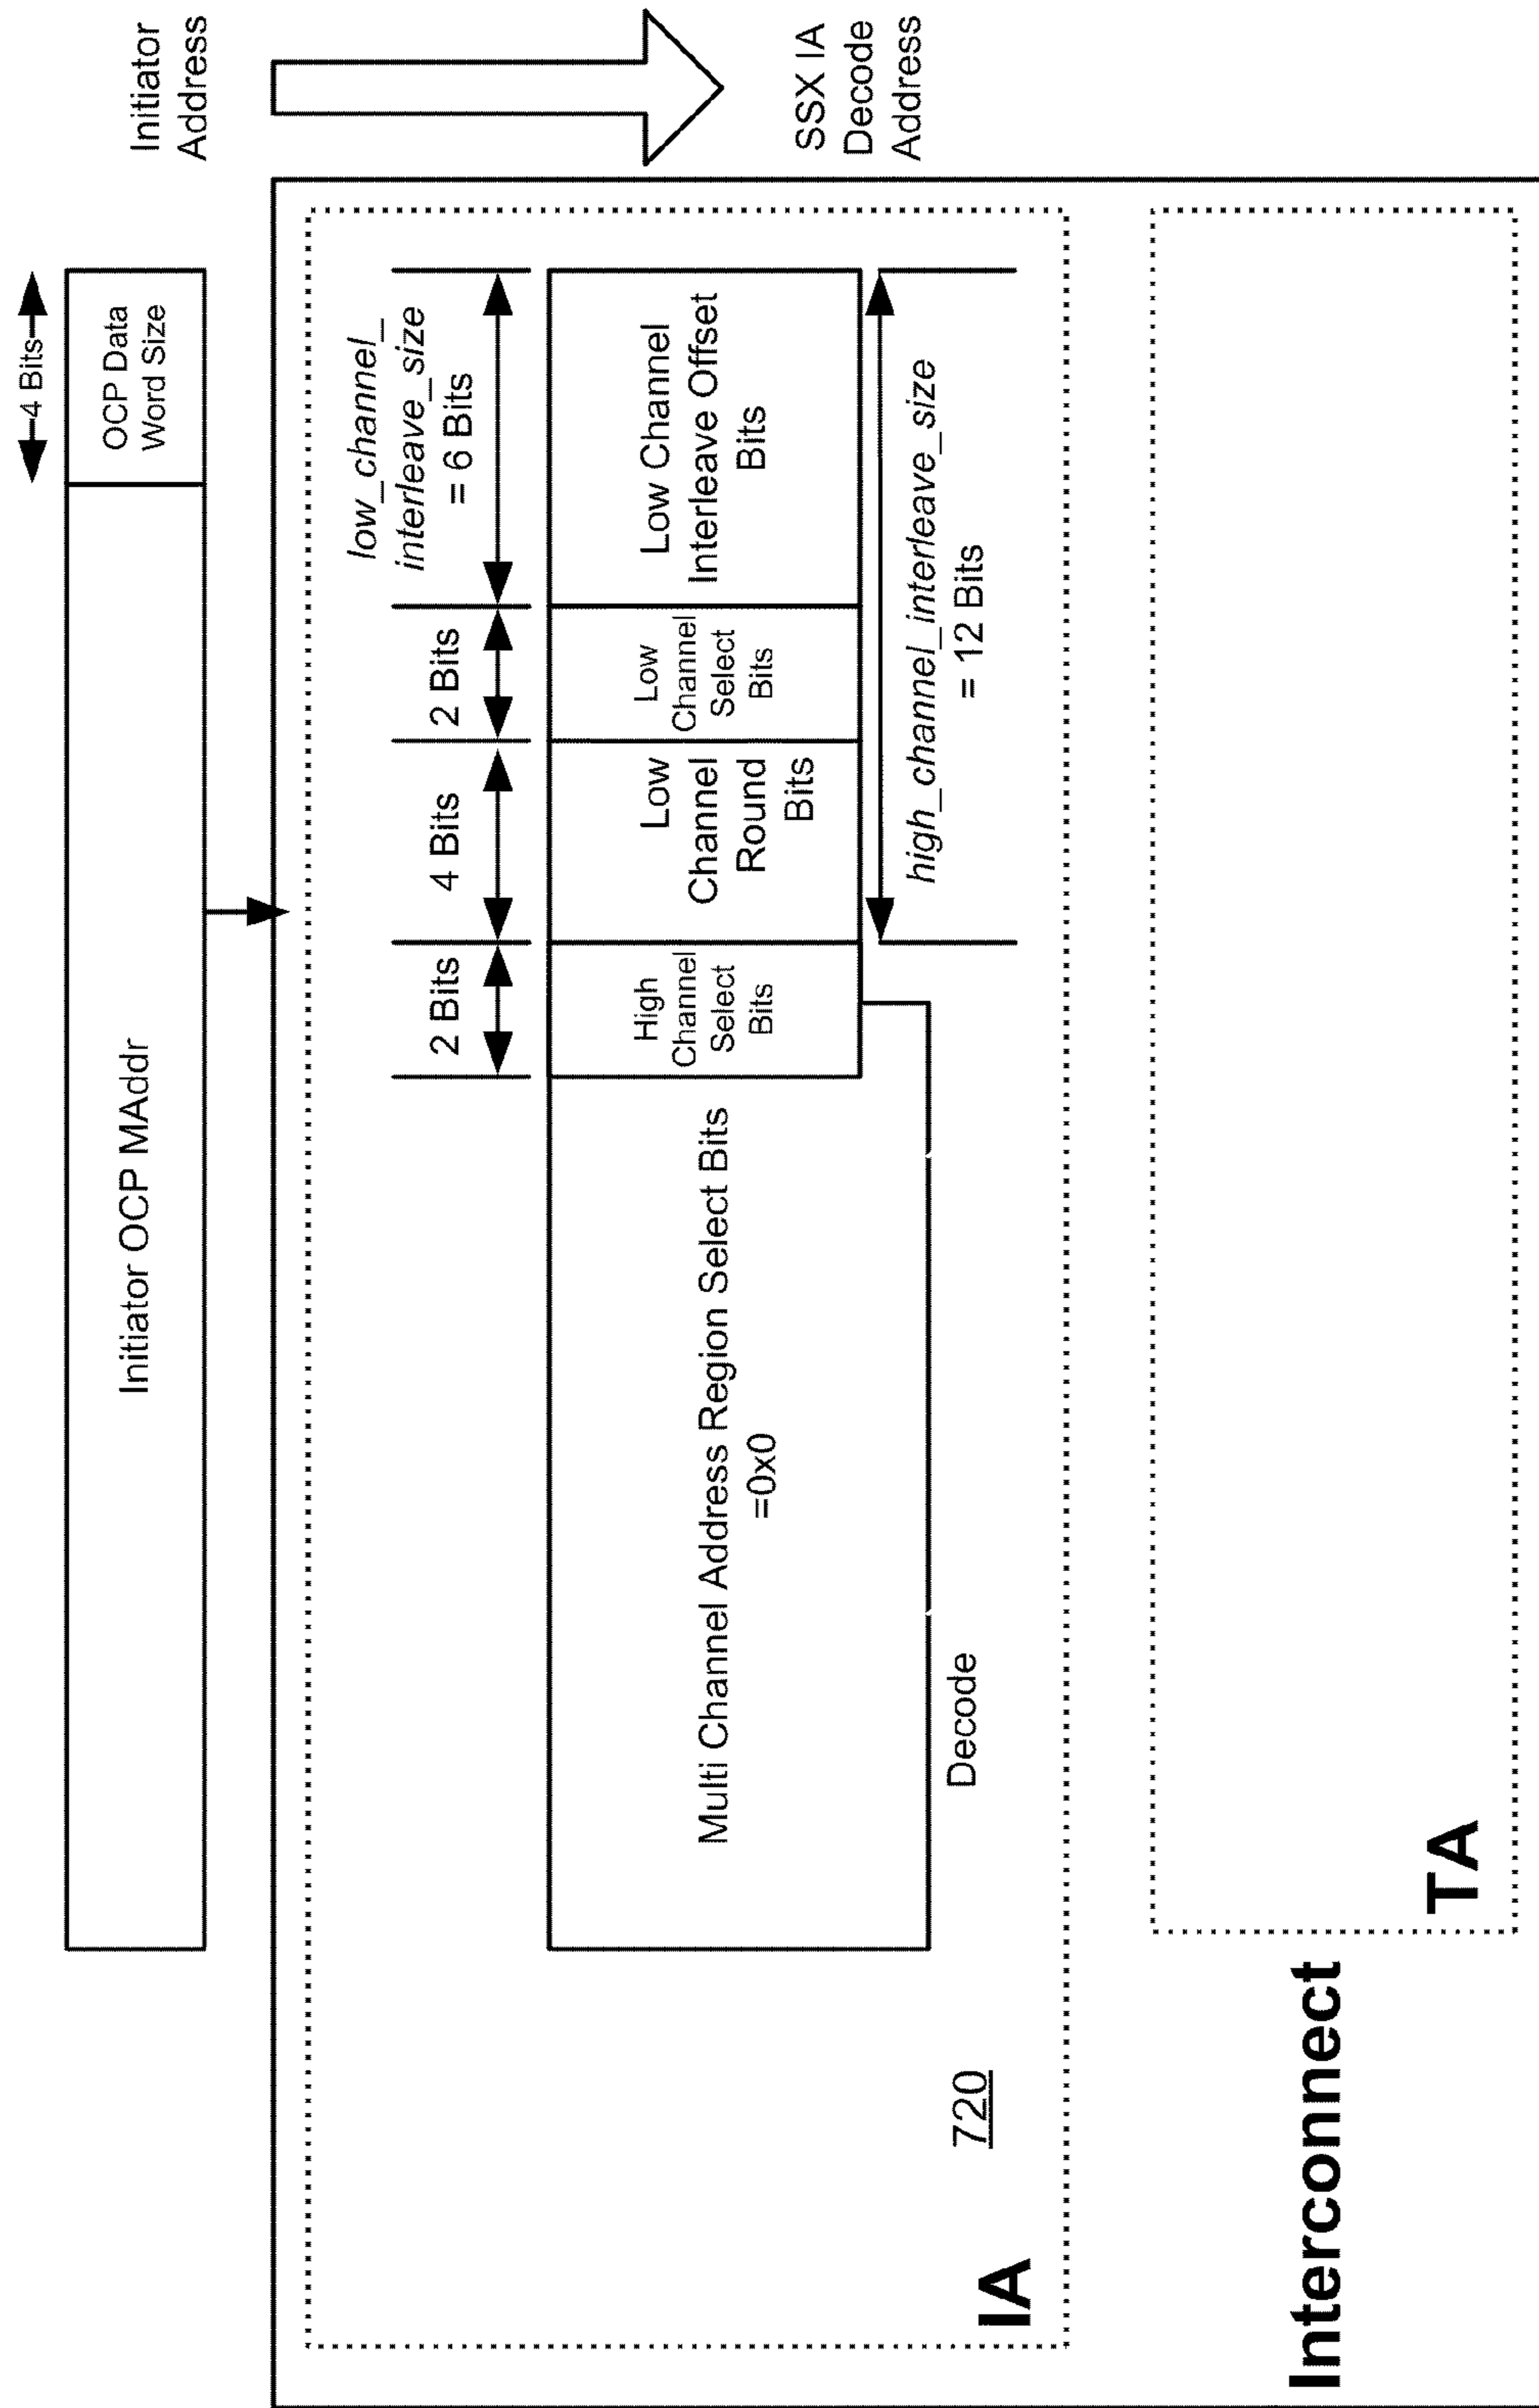 Initiator
Address
4 Bits
Initiator OCP MAddr
OCP Data
Word Size
SSX IA
Decode
Address
2 Bits
4 Bits
2 Bits
low_channel_
interleave_size
= 6 Bits
Multi Channel Address Region Select Bits
=0x0
High
Channel
Select
Bits
Low
Channel
Round
Bits
Low
Channel
Select
Bits
Low Channel
Interleave Offset
Bits
high_channel_interleave_size
= 12 Bits
Decode
720
IA
Interconnect
TA